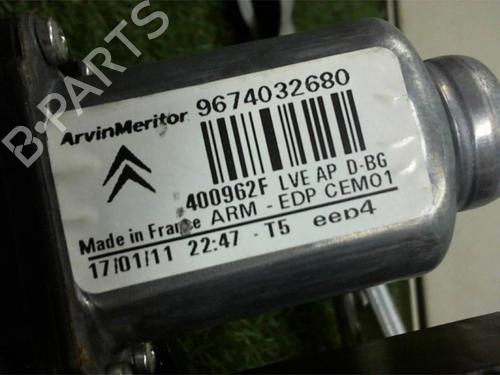 B-PARTS
ArvinMeritor 9674032680
400962F LVE AP D-BG
Made in France ARM - EDP CEM01
17/01/11 22:47 - T5 eep4